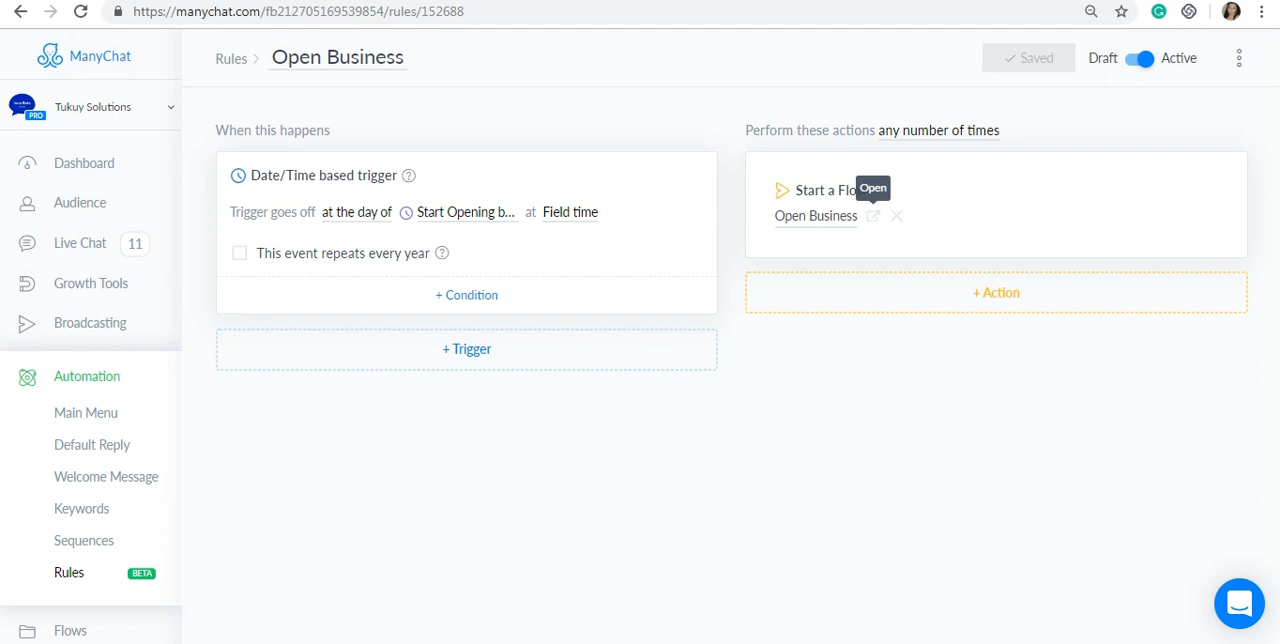 https://manychat.com/fb212705169539854/rules/152688
ManyChat
Rules > Open Business
Saved
Draft
Active
PRO
Tukuy Solutions
Dashboard
Audience
Live Chat 11
Growth Tools
Broadcasting
Automation
Main Menu
Default Reply
Welcome Message
Keywords
Sequences
Rules BETA
Flows
When this happens
Date/Time based trigger ?
Trigger goes off at the day of Start Opening b... at Field time
This event repeats every year ?
+ Condition
+ Trigger
Perform these actions any number of times
Start a Flo
Open
Open Business
+ Action